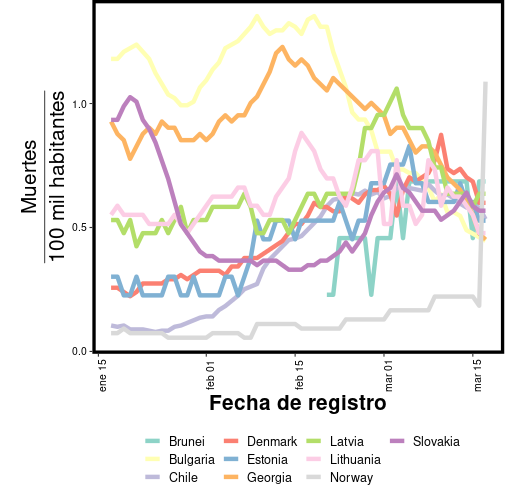 Muertes
100 mil habitantes
1.0
0.5
0.0
ene 15
feb 01
feb 15
mar 01
mar 15
Fecha de registro
Brunei Denmark Latvia Slovakia
Bulgaria Estonia Lithuania
Chile Georgia Norway